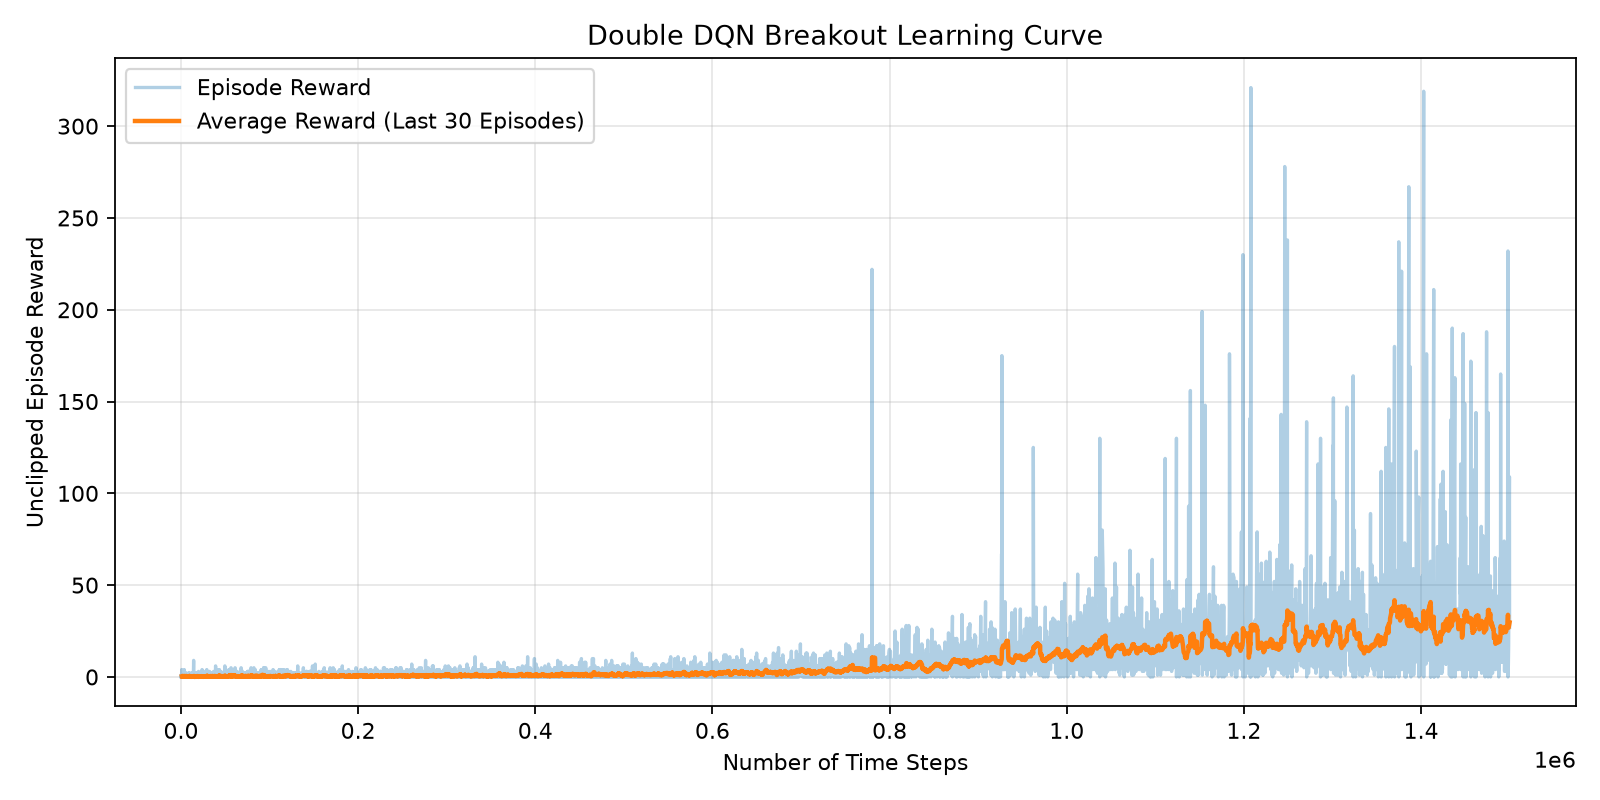 Double DQN Breakout Learning Curve
Episode Reward
Average Reward (Last 30 Episodes)
Unclipped Episode Reward
300
250
200
150
100
50
0
0.0 0.2 0.4 0.6 0.8 1.0 1.2 1.4
1e6
Number of Time Steps